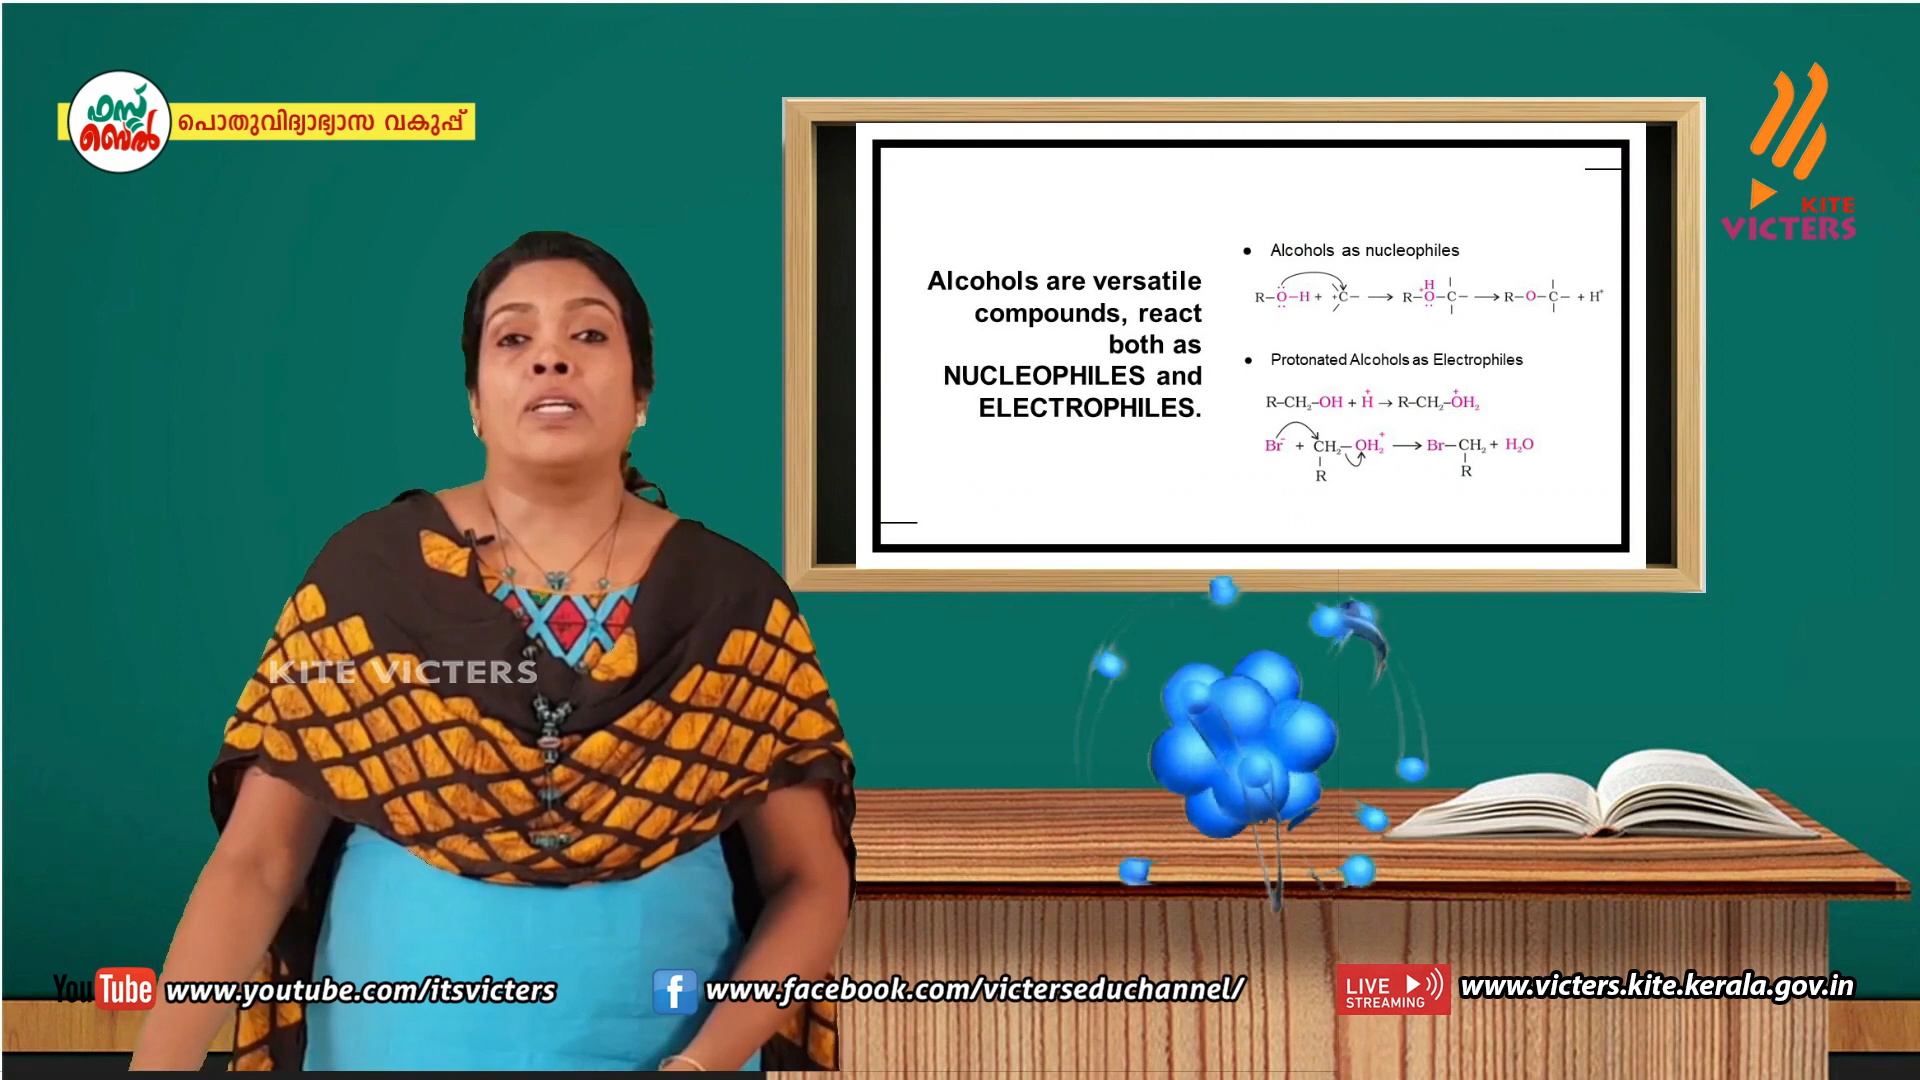 ഫസ്റ്റ്
ബെൽ
പൊതുവിദ്യാഭ്യാസ വകുപ്പ്
KITE
VICTERS
Alcohols are versatile
compounds, react
both as
NUCLEOPHILES and
ELECTROPHILES.
● Alcohols as nucleophiles
R–Ö–H + ⁺C– → R–O⁺(H)–C– → R–O–C– + H⁺
● Protonated Alcohols as Electrophiles
R–CH₂–OH + H⁺ → R–CH₂–OH₂⁺
Br⁻ + CH₂–OH₂⁺ → Br–CH₂ + H₂O
R R
KITE VICTERS
YouTube www.youtube.com/itsvicters
f www.facebook.com/victerseduchannel/
LIVE STREAMING www.victers.kite.kerala.gov.in